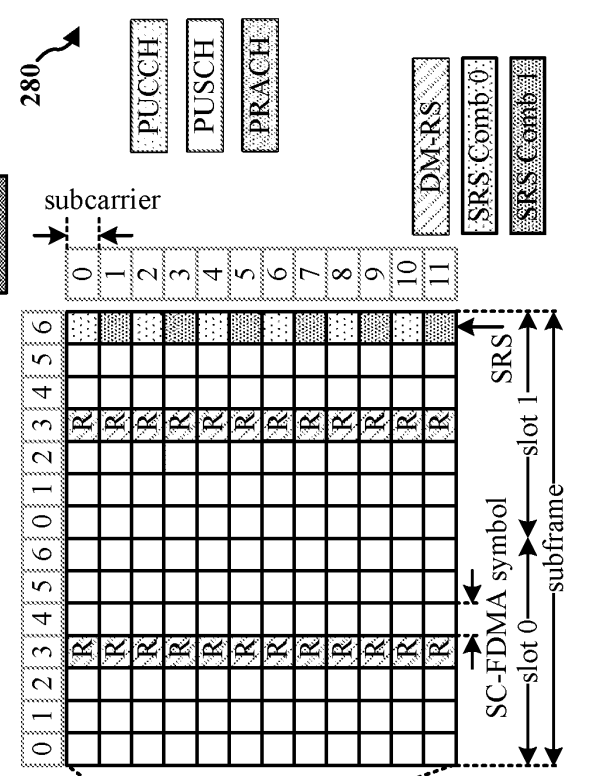 280
PUCCH
PUSCH
PRACH
DM-RS
SRS Comb 0
SRS Comb 1
subcarrier
0 1 2 3 4 5 6 7 8 9 10 11
0 1 2 3 4 5 6 0 1 2 3 4 5 6
R R R R R R R R R R R R
R R R R R R R R R R R R
SRS
SC-FDMA symbol
slot 0
slot 1
subframe